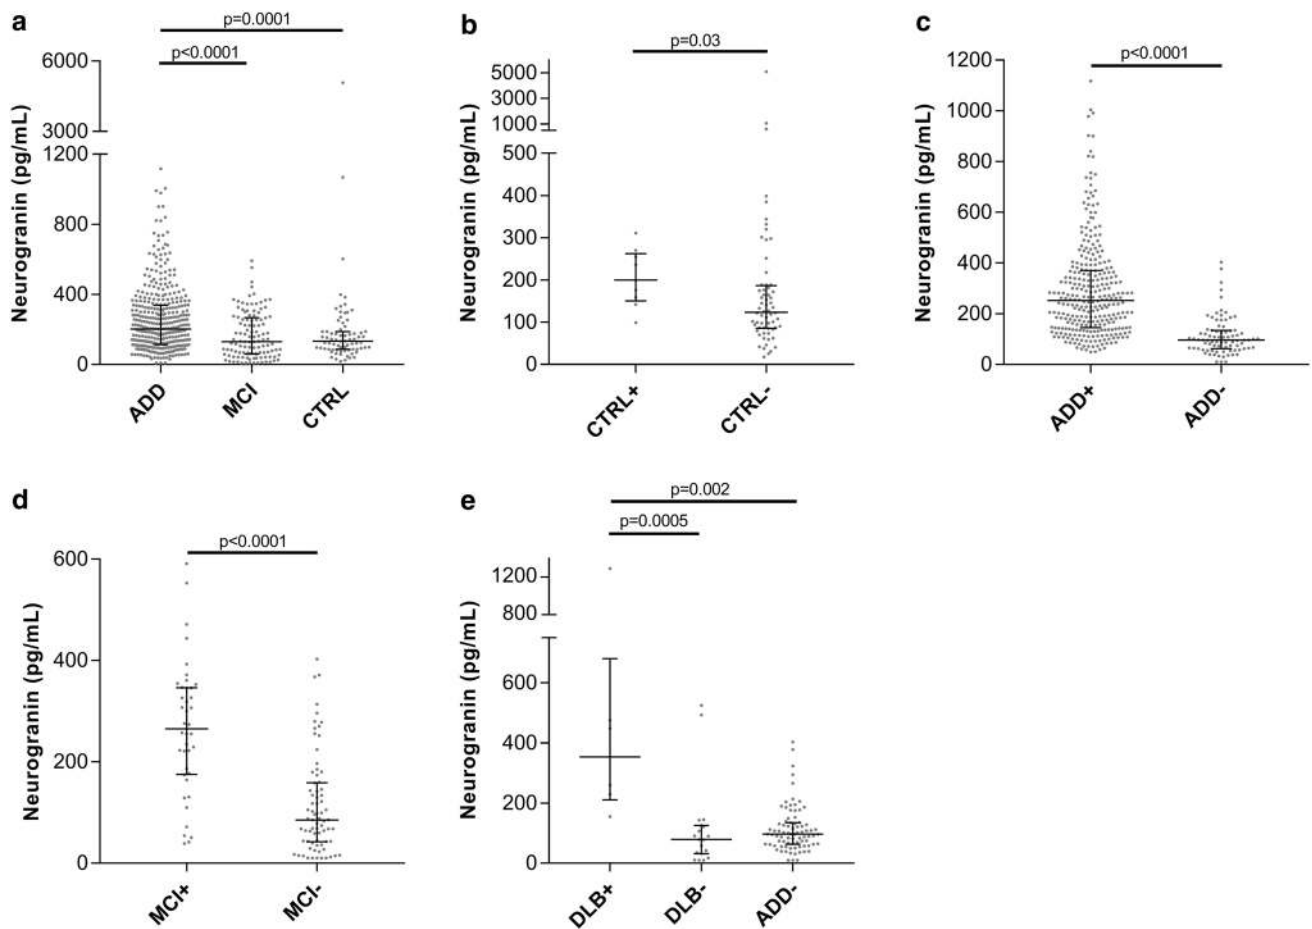 a
p=0.0001
p<0.0001
Neurogranin (pg/mL)
6000
3000
1200
800
400
0
ADD
MCI
CTRL
b
p=0.03
Neurogranin (pg/mL)
5000
3000
1000
500
400
300
200
100
0
CTRL+
CTRL-
c
p<0.0001
Neurogranin (pg/mL)
1200
1000
800
600
400
200
0
ADD+
ADD-
d
p<0.0001
Neurogranin (pg/mL)
600
400
200
0
MCI+
MCI-
e
p=0.002
p=0.0005
Neurogranin (pg/mL)
1200
800
600
400
200
0
DLB+
DLB-
ADD-